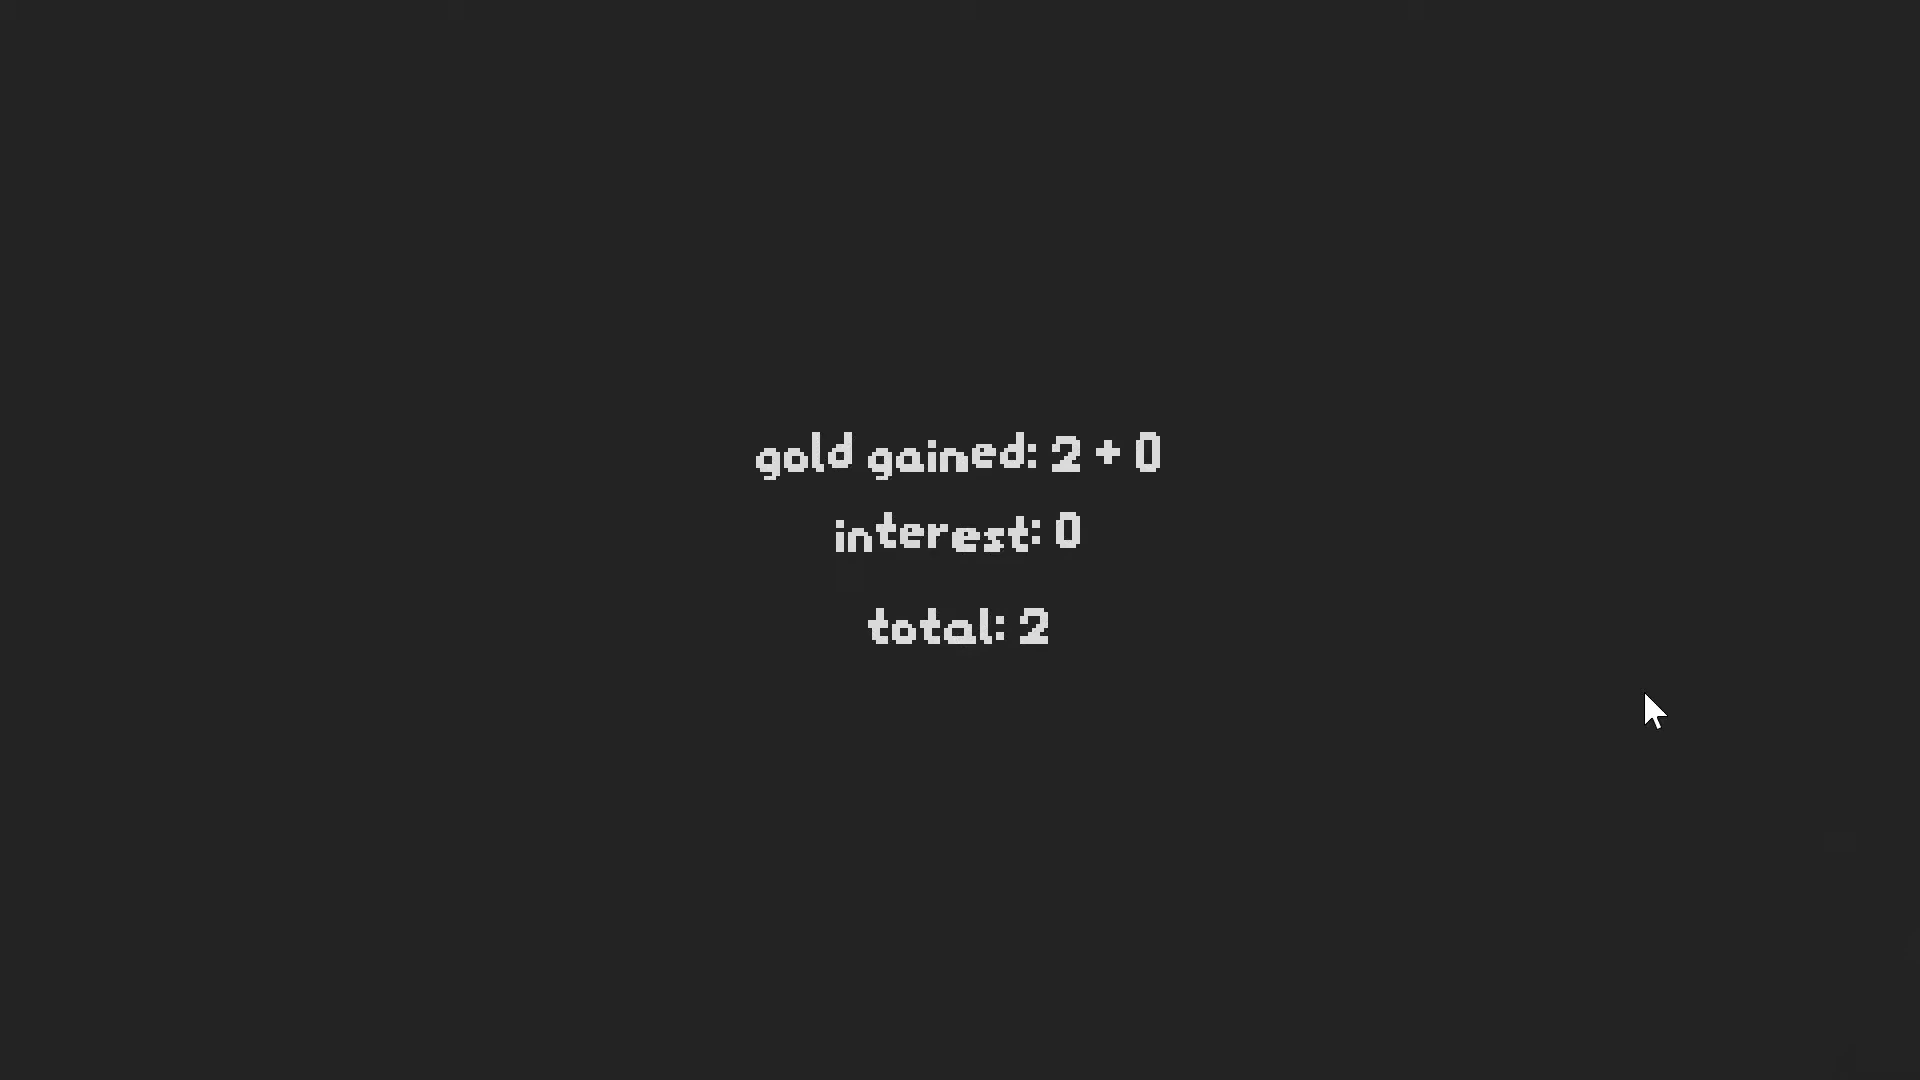 gold gained: 2 + 0
interest: 0
total: 2